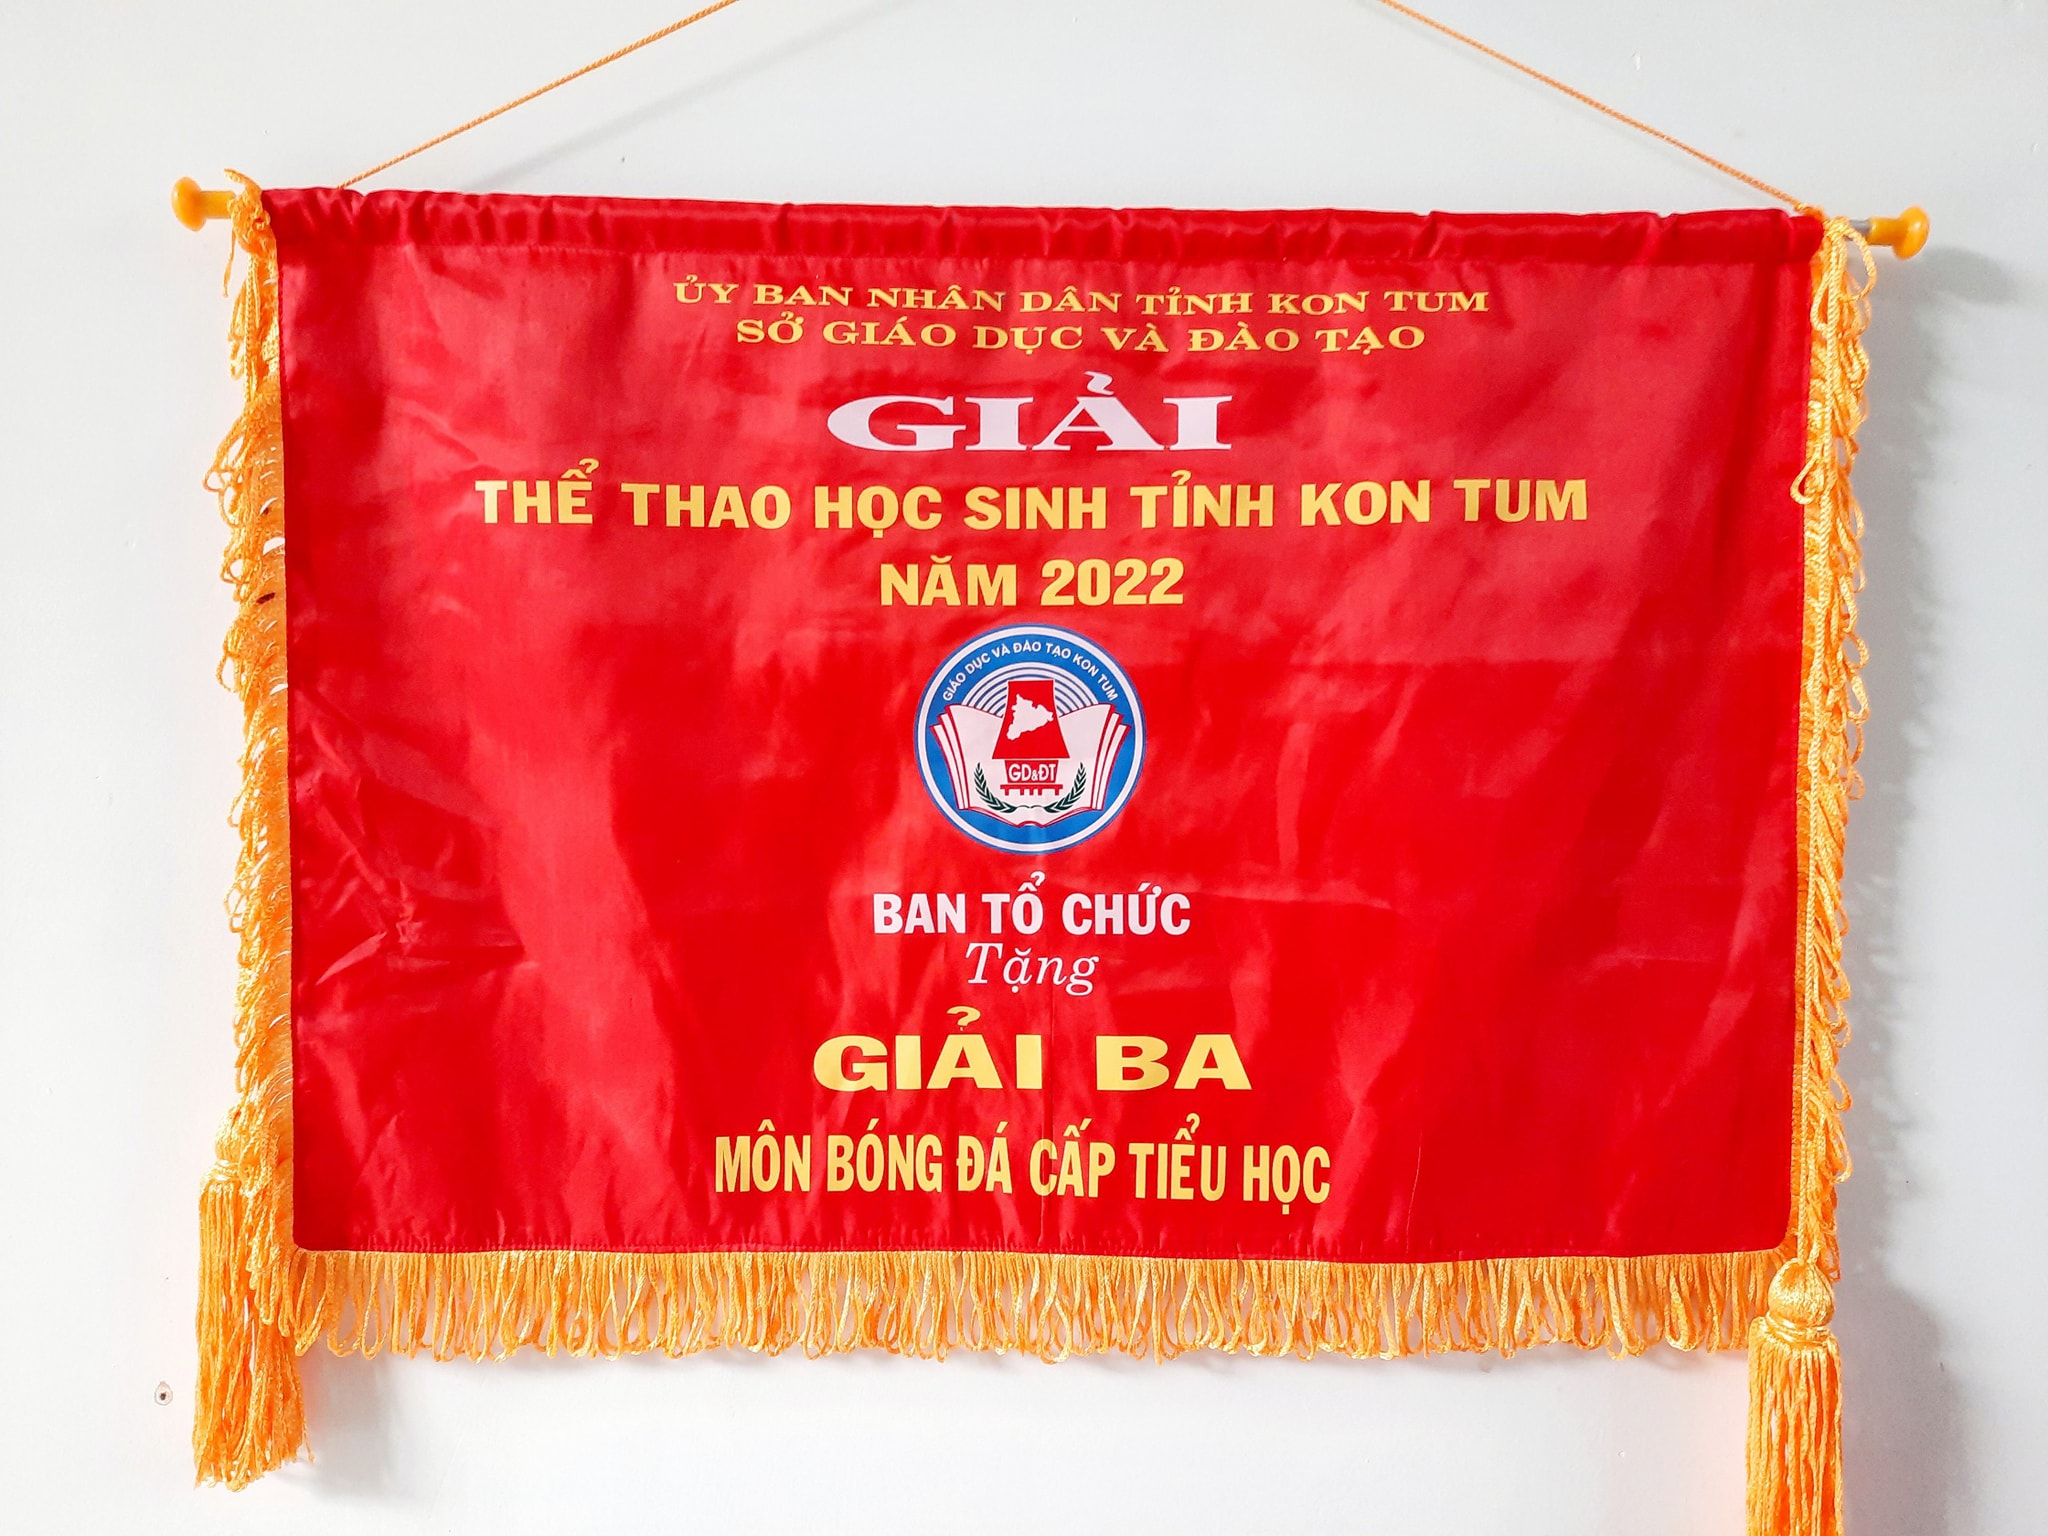 ỦY BAN NHÂN DÂN TỈNH KON TUM
SỞ GIÁO DỤC VÀ ĐÀO TẠO
GIẢI
THỂ THAO HỌC SINH TỈNH KON TUM
NĂM 2022
GIÁO DỤC VÀ ĐÀO TẠO KON TUM
GD&ĐT
BAN TỔ CHỨC
Tặng
GIẢI BA
MÔN BÓNG ĐÁ CẤP TIỂU HỌC